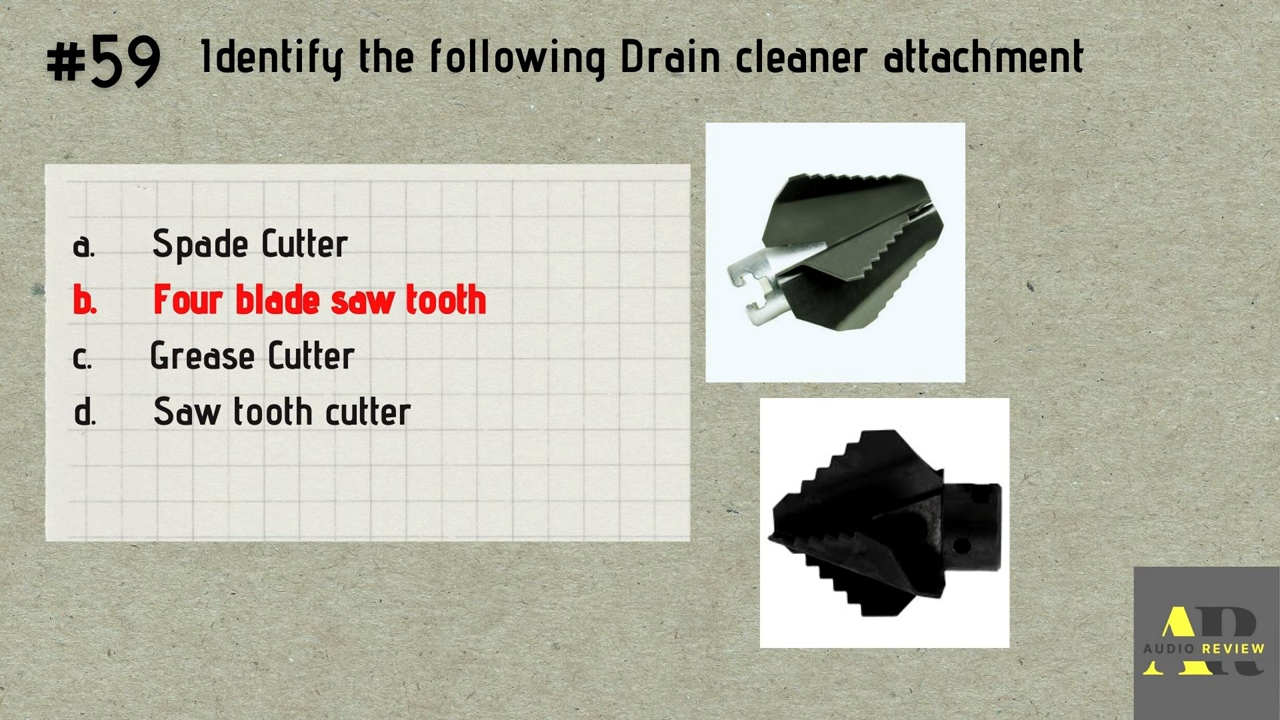 #59 Identify the following Drain cleaner attachment
a. Spade Cutter
b. Four blade saw tooth
c. Grease Cutter
d. Saw tooth cutter
AR
AUDIO REVIEW